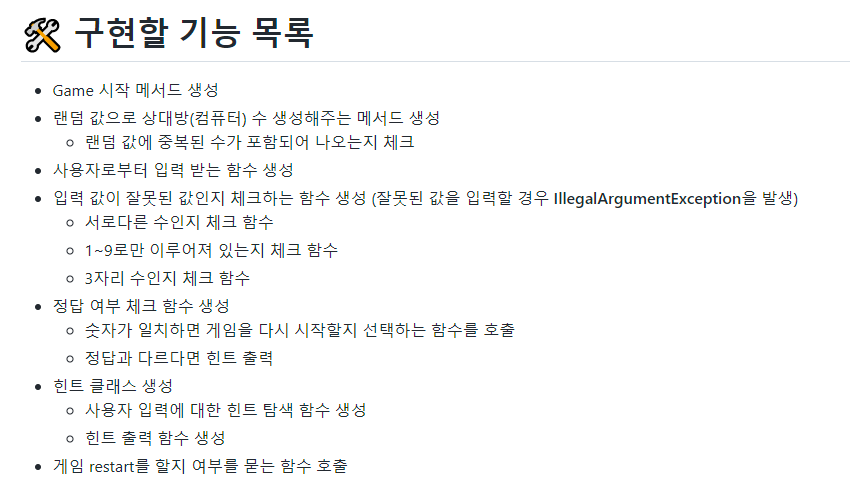 구현할 기능 목록
Game 시작 메서드 생성
랜덤 값으로 상대방(컴퓨터) 수 생성해주는 메서드 생성
랜덤 값에 중복된 수가 포함되어 나오는지 체크
사용자로부터 입력 받는 함수 생성
입력 값이 잘못된 값인지 체크하는 함수 생성 (잘못된 값을 입력할 경우 IllegalArgumentException을 발생)
서로다른 수인지 체크 함수
1~9로만 이루어져 있는지 체크 함수
3자리 수인지 체크 함수
정답 여부 체크 함수 생성
숫자가 일치하면 게임을 다시 시작할지 선택하는 함수를 호출
정답과 다르다면 힌트 출력
힌트 클래스 생성
사용자 입력에 대한 힌트 탐색 함수 생성
힌트 출력 함수 생성
게임 restart를 할지 여부를 묻는 함수 호출